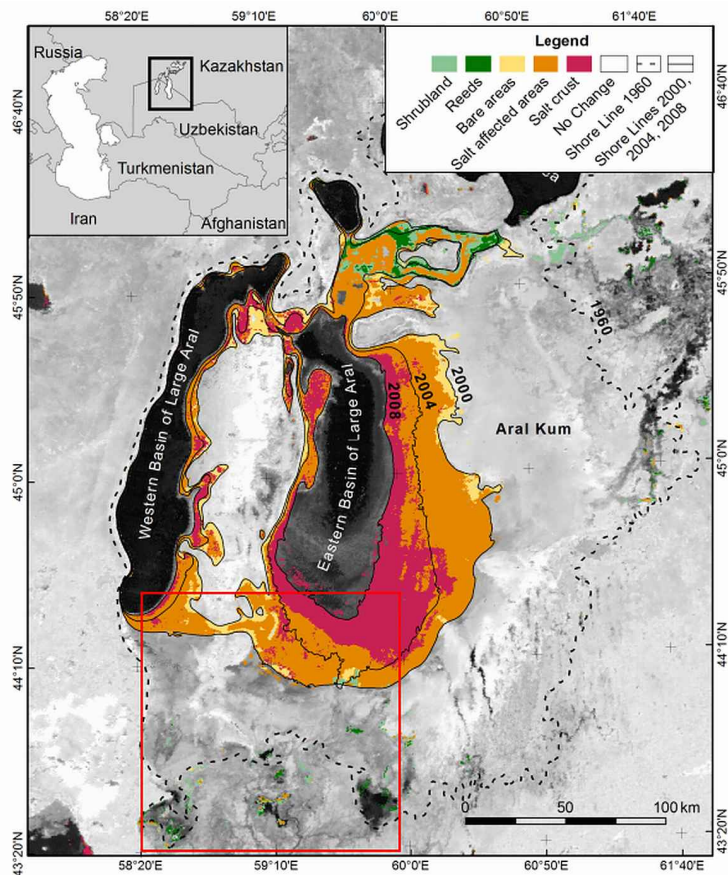 58°20'E 59°10'E 60°0'E 60°50'E 61°40'E
Russia
Kazakhstan
Uzbekistan
Turkmenistan
Iran
Afghanistan
Legend
Shrubland
Reeds
Bare areas
Salt affected areas
Salt crust
No Change
Shore Line 1960
Shore Lines 2000,
2004, 2008
46°40'N
46°40'N
45°50'N
45°50'N
1960
Western Basin of Large Aral
Eastern Basin of Large Aral
2008
2004
2000
Aral Kum
45°0'N
45°0'N
44°10'N
44°10'N
0 50 100 km
43°20'N
43°20'N
58°20'E 59°10'E 60°0'E 60°50'E 61°40'E